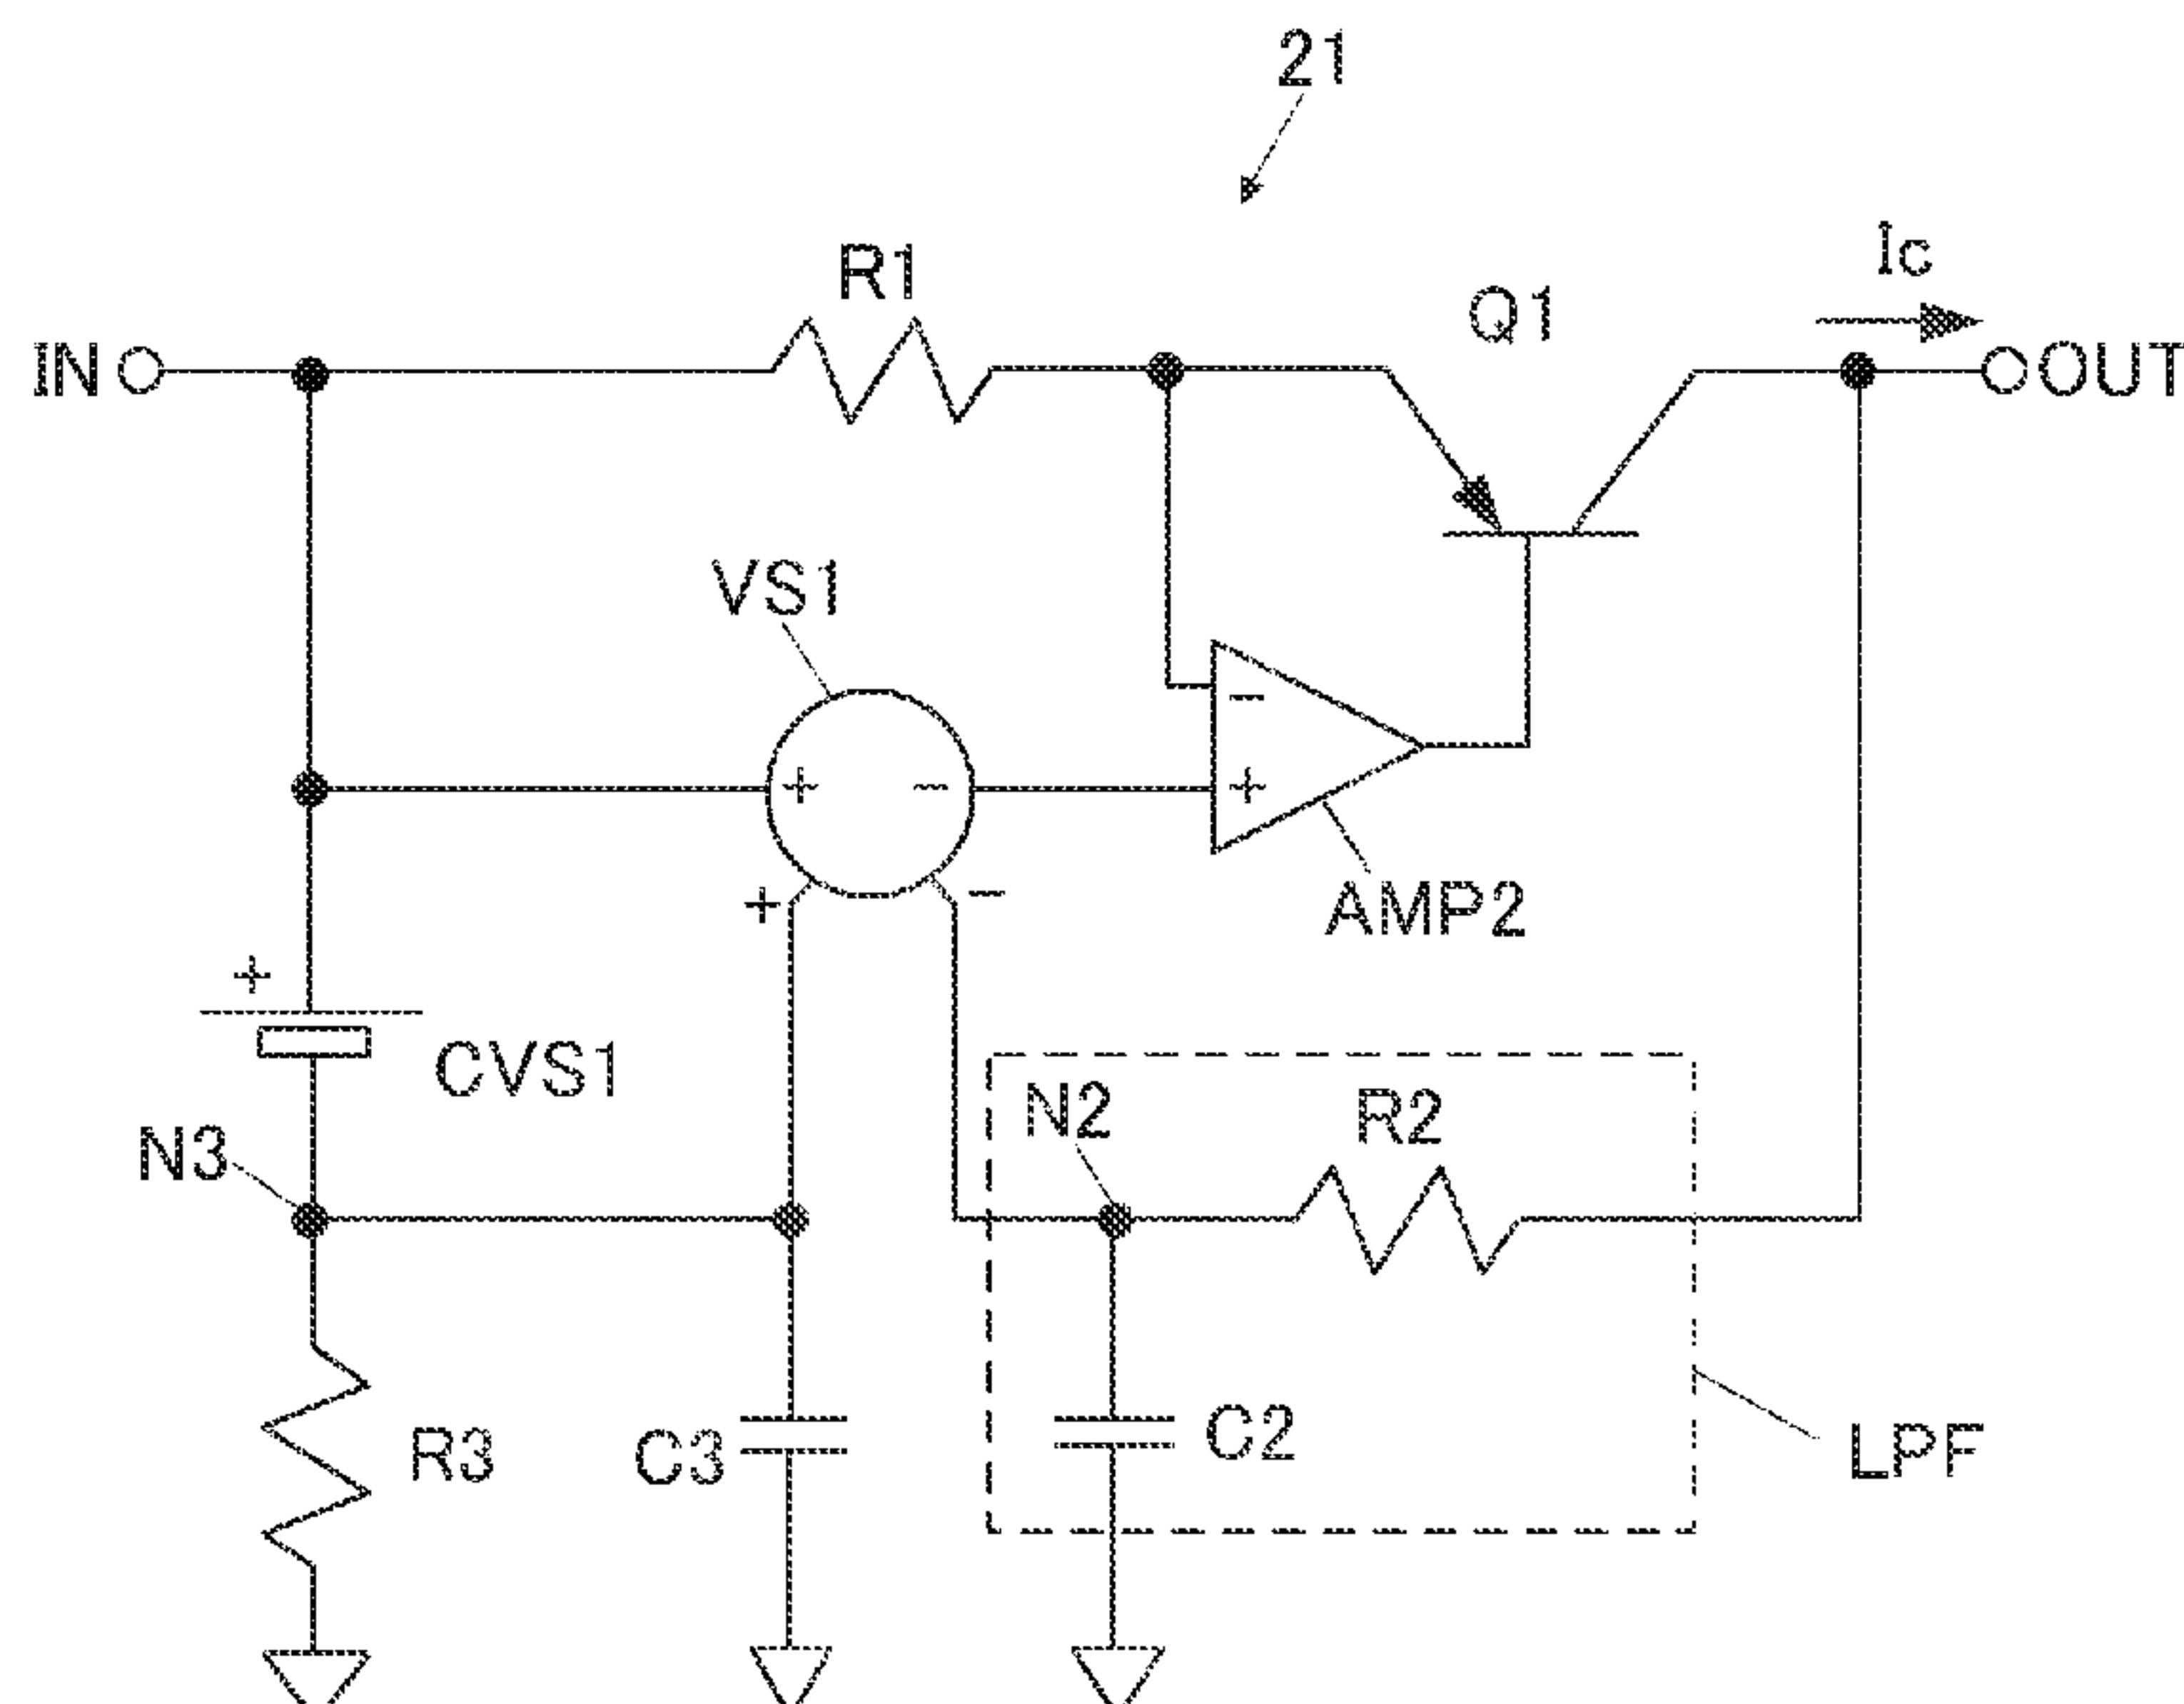 21
R1
Ic
Q1
IN
OUT
VS1
−
+ −
+
+ −
AMP2
+
CVS1
N2
R2
N3
C2
R3
C3
LPF